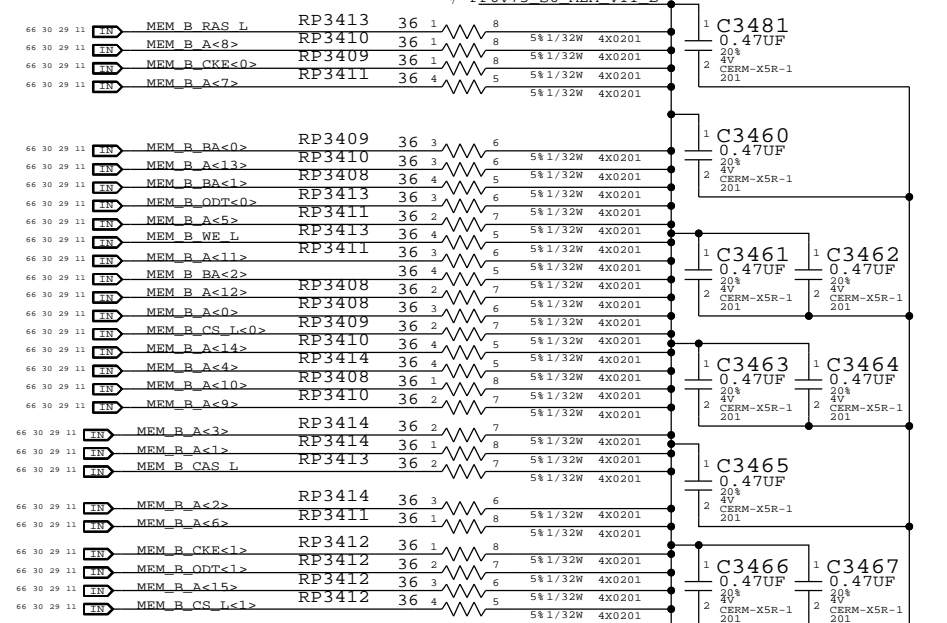 PP0V75_S0_MEM_VTT_B
66 30 29 11 IN MEM_B_RAS_L RP3413 36 1 8 5% 1/32W 4X0201
66 30 29 11 IN MEM_B_A<8> RP3410 36 1 8 5% 1/32W 4X0201
66 30 29 11 IN MEM_B_CKE<0> RP3409 36 1 8 5% 1/32W 4X0201
66 30 29 11 IN MEM_B_A<7> RP3411 36 4 5 5% 1/32W 4X0201
1 C3481
0.47UF
20%
4V
2 CERM-X5R-1
201
66 30 29 11 IN MEM_B_BA<0> RP3409 36 3 6 5% 1/32W 4X0201
66 30 29 11 IN MEM_B_A<13> RP3410 36 3 6 5% 1/32W 4X0201
66 30 29 11 IN MEM_B_BA<1> RP3408 36 4 5 5% 1/32W 4X0201
66 30 29 11 IN MEM_B_ODT<0> RP3413 36 3 6 5% 1/32W 4X0201
66 30 29 11 IN MEM_B_A<5> RP3411 36 2 7 5% 1/32W 4X0201
66 30 29 11 IN MEM_B_WE_L RP3413 36 4 5 5% 1/32W 4X0201
66 30 29 11 IN MEM_B_A<11> RP3411 36 3 6 5% 1/32W 4X0201
66 30 29 11 IN MEM_B_BA<2> 36 4 5 5% 1/32W 4X0201
66 30 29 11 IN MEM_B_A<12> RP3408 36 2 7 5% 1/32W 4X0201
66 30 29 11 IN MEM_B_A<0> RP3408 36 3 6 5% 1/32W 4X0201
66 30 29 11 IN MEM_B_CS_L<0> RP3409 36 2 7 5% 1/32W 4X0201
66 30 29 11 IN MEM_B_A<14> RP3410 36 4 5 5% 1/32W 4X0201
66 30 29 11 IN MEM_B_A<4> RP3414 36 4 5 5% 1/32W 4X0201
66 30 29 11 IN MEM_B_A<10> RP3408 36 1 8 5% 1/32W 4X0201
66 30 29 11 IN MEM_B_A<9> RP3410 36 2 7 5% 1/32W 4X0201
1 C3460
0.47UF
20%
4V
2 CERM-X5R-1
201
1 C3461 1 C3462
0.47UF 0.47UF
20% 20%
4V 4V
2 CERM-X5R-1 2 CERM-X5R-1
201 201
1 C3463 1 C3464
0.47UF 0.47UF
20% 20%
4V 4V
2 CERM-X5R-1 2 CERM-X5R-1
201 201
66 30 29 11 IN MEM_B_A<3> RP3414 36 2 7 5% 1/32W 4X0201
66 30 29 11 IN MEM_B_A<1> RP3414 36 1 8 5% 1/32W 4X0201
66 30 29 11 IN MEM_B_CAS_L RP3413 36 2 7 5% 1/32W 4X0201
1 C3465
0.47UF
20%
4V
2 CERM-X5R-1
201
66 30 29 11 IN MEM_B_A<2> RP3414 36 3 6 5% 1/32W 4X0201
66 30 29 11 IN MEM_B_A<6> RP3411 36 1 8 5% 1/32W 4X0201
66 30 29 11 IN MEM_B_CKE<1> RP3412 36 1 8 5% 1/32W 4X0201
66 30 29 11 IN MEM_B_ODT<1> RP3412 36 2 7 5% 1/32W 4X0201
66 30 29 11 IN MEM_B_A<15> RP3412 36 3 6 5% 1/32W 4X0201
66 30 29 11 IN MEM_B_CS_L<1> RP3412 36 4 5 5% 1/32W 4X0201
1 C3466 1 C3467
0.47UF 0.47UF
20% 20%
4V 4V
2 CERM-X5R-1 2 CERM-X5R-1
201 201